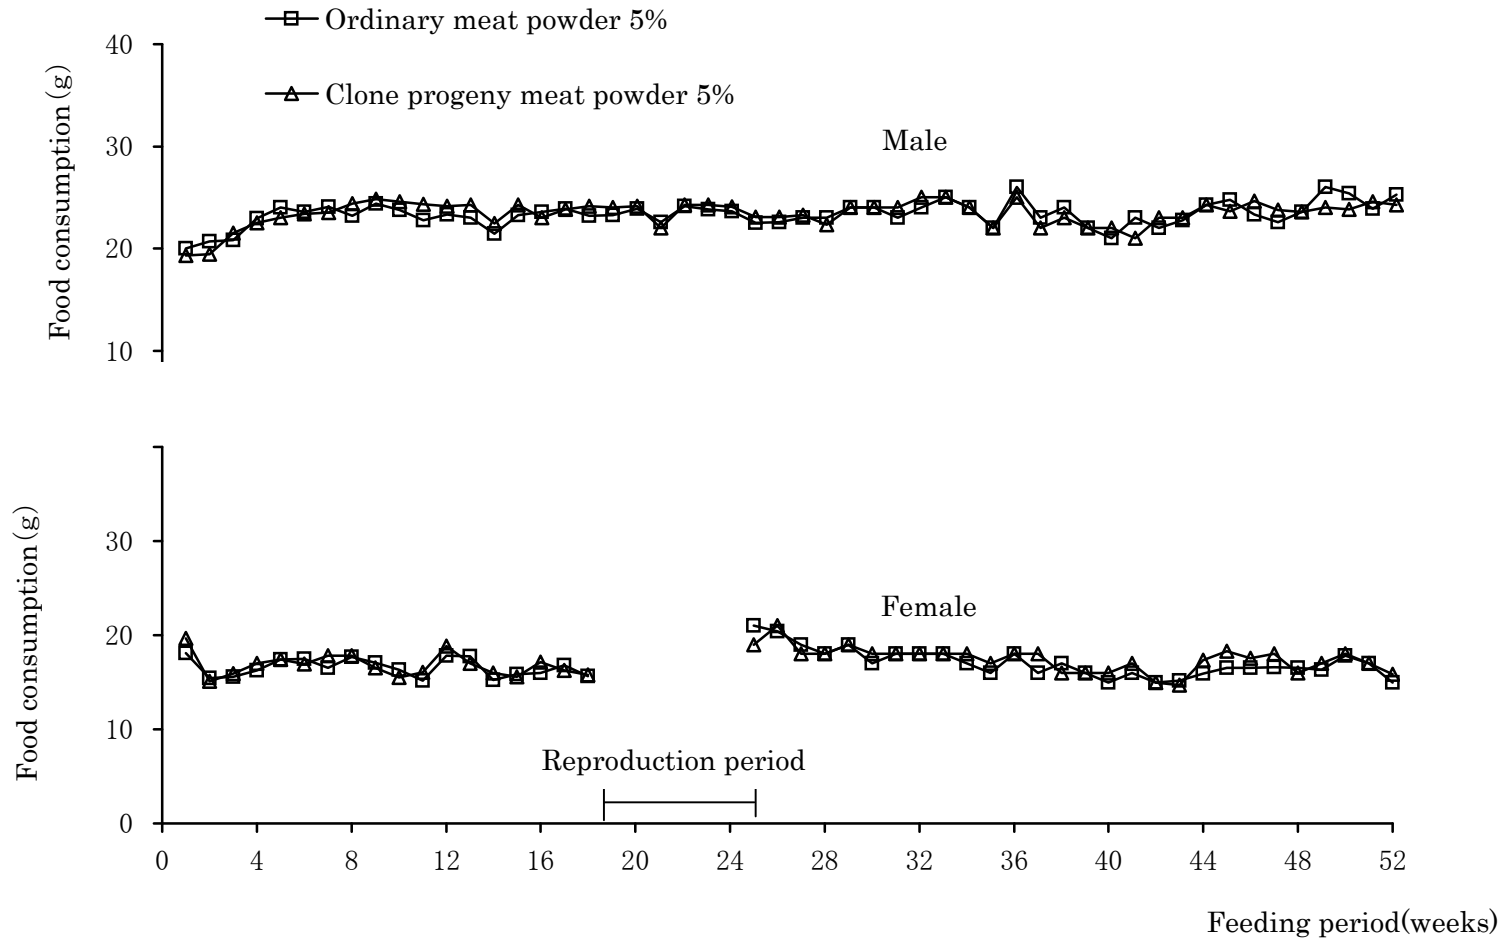 Ordinary meat powder 5%
Clone progeny meat powder 5%
Food consumption(g)
40
30
20
10
Male
Food consumption(g)
30
20
10
0
Female
Reproduction period
0 4 8 12 16 20 24 28 32 36 40 44 48 52
Feeding period(weeks)